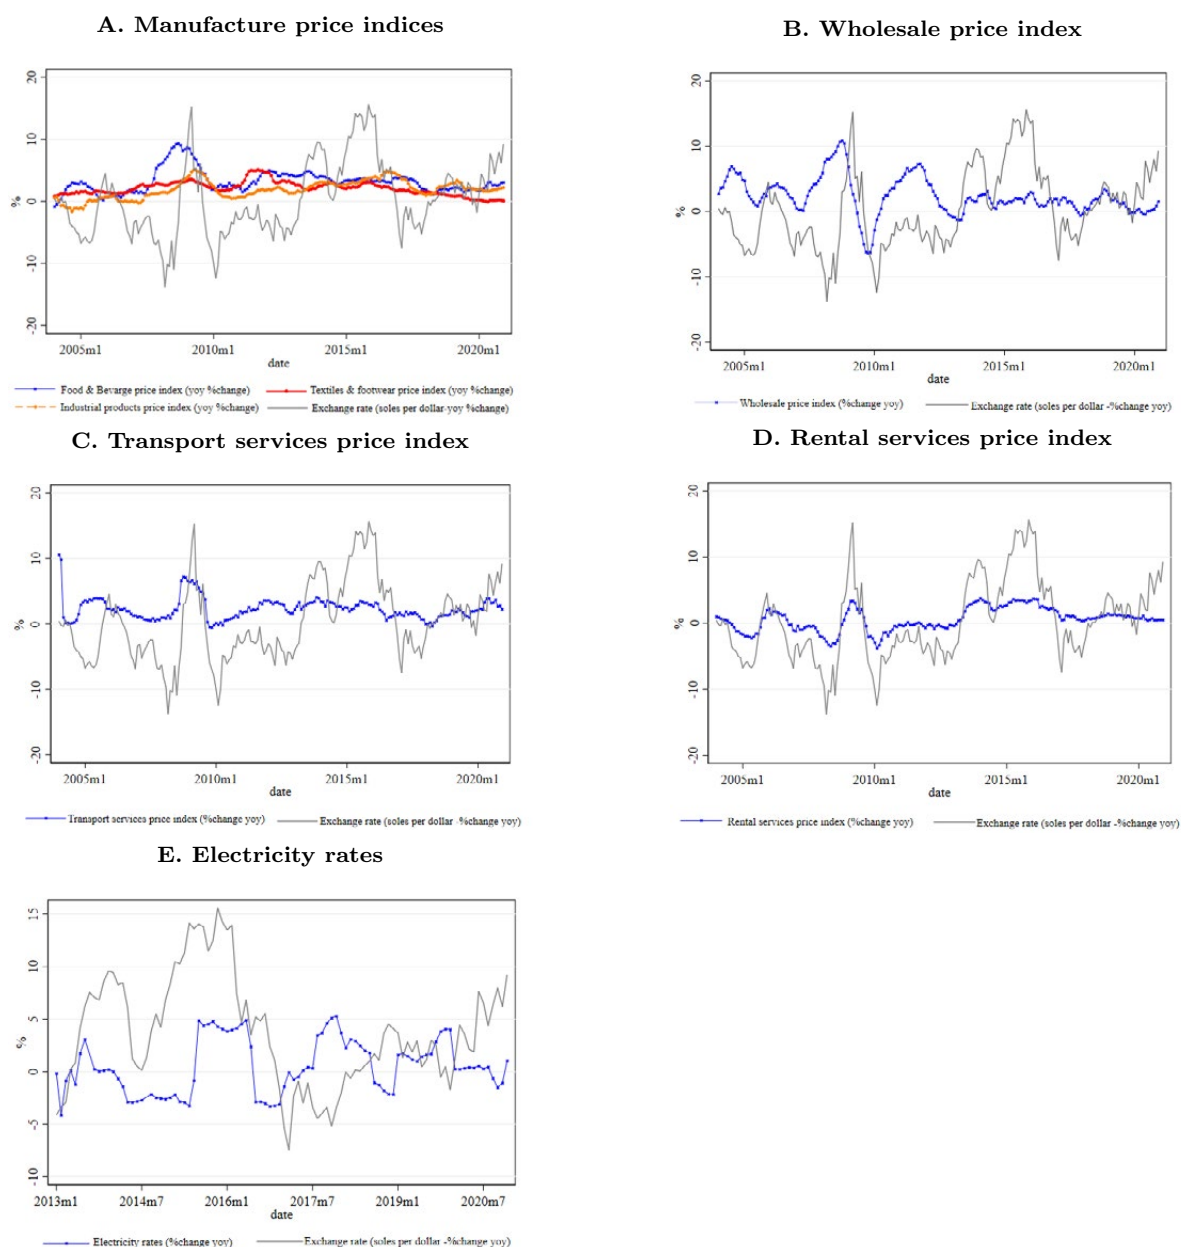 A. Manufacture price indices
20
10
0
-10
-20
%
2005m1 2010m1 2015m1 2020m1
date
Food & Bevarge price index (yoy %change)
Textiles & footwear price index (yoy %change)
Industrial products price index (yoy %change)
Exchange rate (soles per dollar-yoy %change)
B. Wholesale price index
20
10
0
-10
-20
%
2005m1 2010m1 2015m1 2020m1
date
Wholesale price index (%change yoy)
Exchange rate (soles per dollar -%change yoy)
C. Transport services price index
20
10
0
-10
-20
%
2005m1 2010m1 2015m1 2020m1
date
Transport services price index (%change yoy)
Exchange rate (soles per dollar -%change yoy)
D. Rental services price index
20
10
0
-10
-20
%
2005m1 2010m1 2015m1 2020m1
date
Rental services price index (%change yoy)
Exchange rate (soles per dollar -%change yoy)
E. Electricity rates
15
10
5
0
-5
-10
%
2013m1 2014m7 2016m1 2017m7 2019m1 2020m7
date
Electricity rates (%change yoy)
Exchange rate (soles per dollar -%change yoy)